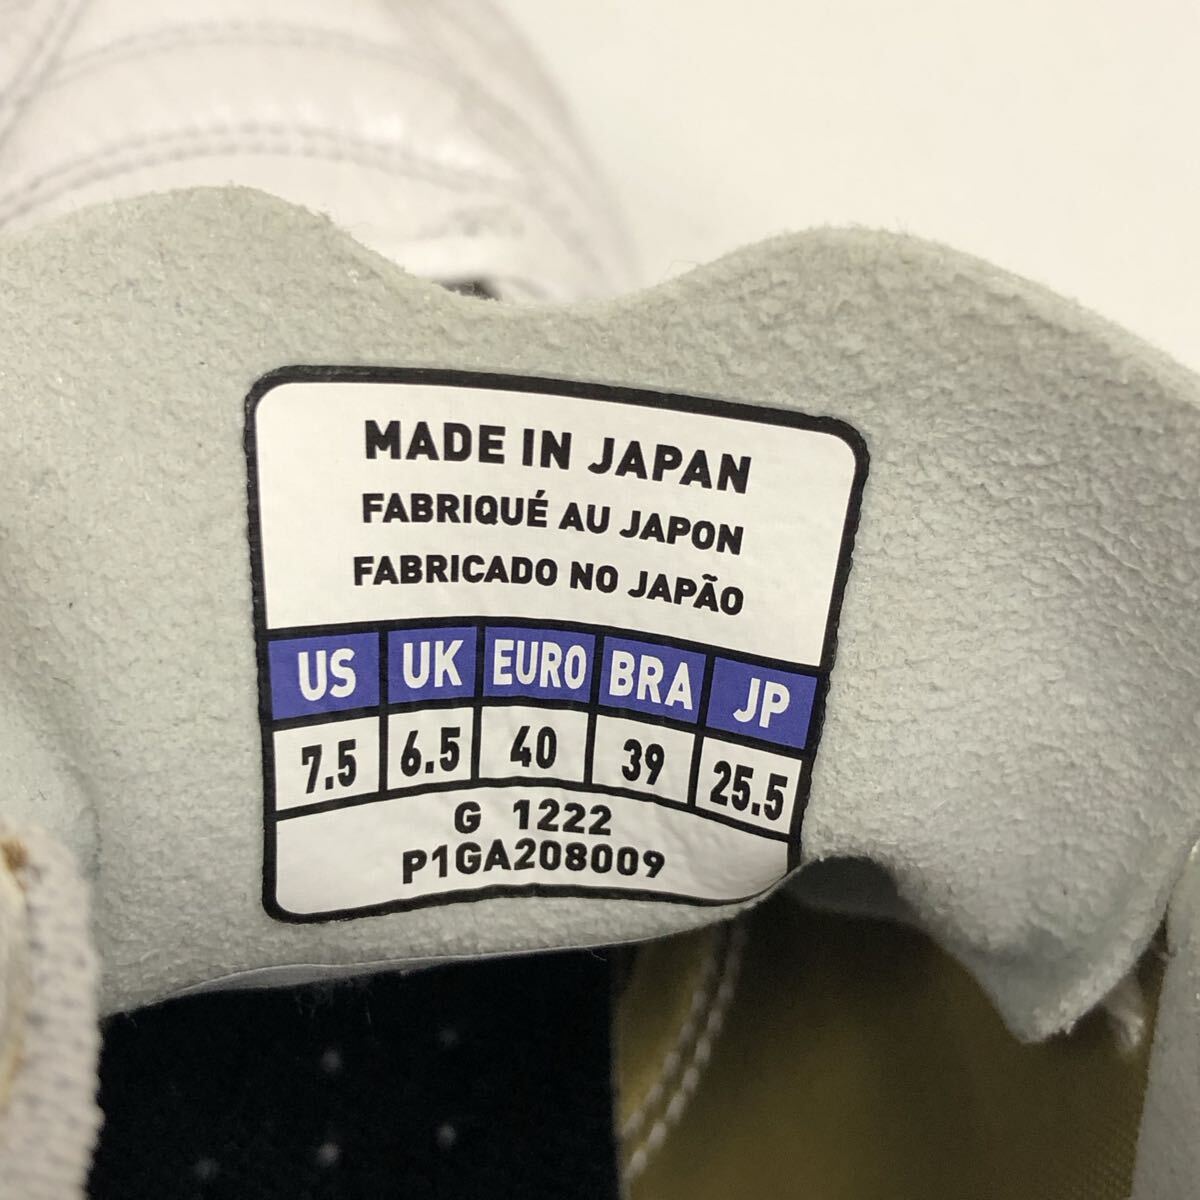 MADE IN JAPAN
FABRIQUÉ AU JAPON
FABRICADO NO JAPÃO
US UK EURO BRA JP
7.5 6.5 40 39 25.5
G 1222
P1GA208009